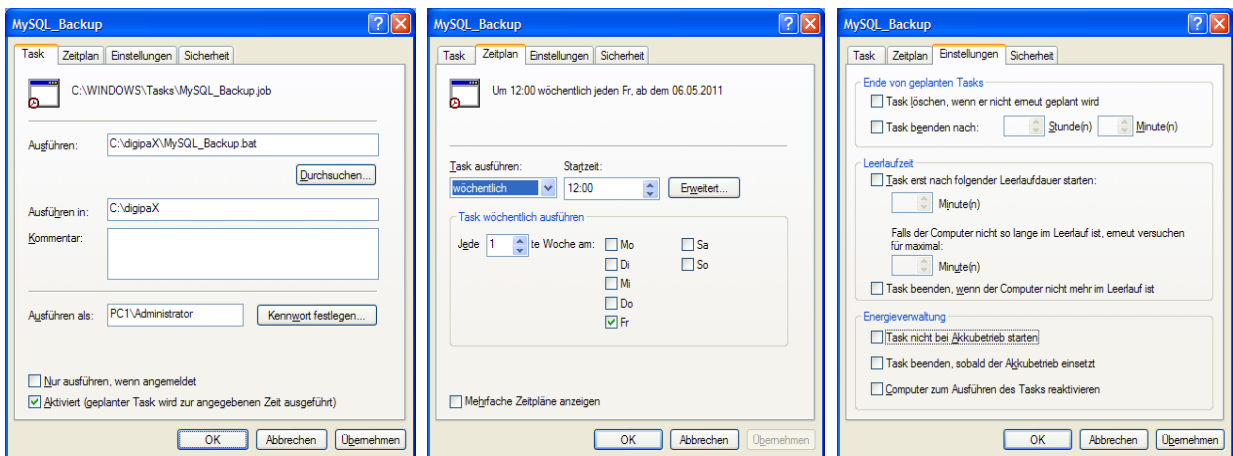 MySQL_Backup
Task Zeitplan Einstellungen Sicherheit
C:\WINDOWS\Tasks\MySQL_Backup.job
Ausführen: C:\digipaX\MySQL_Backup.bat
Durchsuchen...
Ausführen in: C:\digipaX
Kommentar:
Ausführen als: PC1\Administrator Kennwort festlegen...
Nur ausführen, wenn angemeldet
Aktiviert (geplanter Task wird zur angegebenen Zeit ausgeführt)
OK Abbrechen Übernehmen
MySQL_Backup
Task Zeitplan Einstellungen Sicherheit
Um 12:00 wöchentlich jeden Fr, ab dem 06.05.2011
Task ausführen: Startzeit:
wöchentlich 12:00 Erweitert...
Task wöchentlich ausführen
Jede 1 te Woche am: Mo Sa
Di So
Mi
Do
Fr
Mehrfache Zeitpläne anzeigen
OK Abbrechen Übernehmen
MySQL_Backup
Task Zeitplan Einstellungen Sicherheit
Ende von geplanten Tasks
Task löschen, wenn er nicht erneut geplant wird
Task beenden nach: Stunde(n) Minute(n)
Leerlaufzeit
Task erst nach folgender Leerlaufdauer starten:
Minute(n)
Falls der Computer nicht so lange im Leerlauf ist, erneut versuchen
für maximal:
Minute(n)
Task beenden, wenn der Computer nicht mehr im Leerlauf ist
Energieverwaltung
Task nicht bei Akkubetrieb starten
Task beenden, sobald der Akkubetrieb einsetzt
Computer zum Ausführen des Tasks reaktivieren
OK Abbrechen Übernehmen